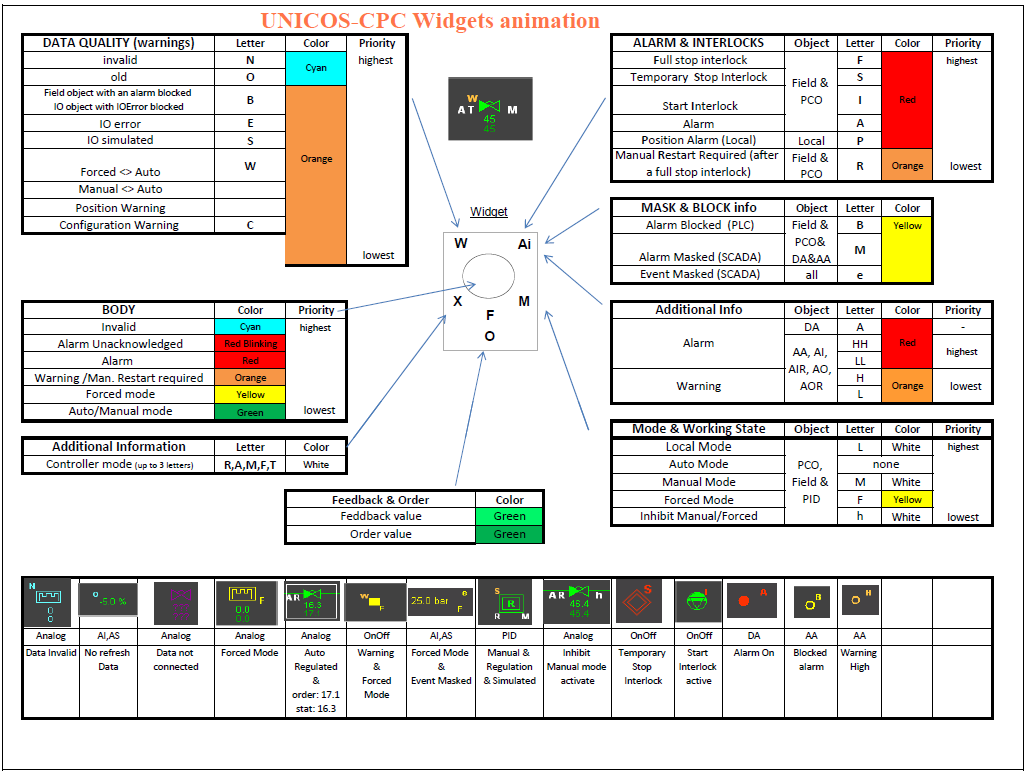 UNICOS-CPC Widgets animation
DATA QUALITY (warnings) Letter Color Priority
invalid N Cyan highest
old O
Field object with an alarm blocked
IO object with IOError blocked B
IO error E
IO simulated S
Orange
Forced <> Auto W
Manual <> Auto
Position Warning
Configuration Warning C
lowest
W
A T M
45
45
ALARM & INTERLOCKS Object Letter Color Priority
Full stop interlock F highest
Temporary Stop Interlock S
Field &
PCO
Start Interlock I Red
Alarm A
Position Alarm (Local) Local P
Manual Restart Required (after
a full stop interlock) Field &
PCO R Orange lowest
MASK & BLOCK info Object Letter Color
Alarm Blocked (PLC) Field &
PCO&
DA&AA B Yellow
Alarm Masked (SCADA) M
Event Masked (SCADA) all e
Widget
W Ai
X M
F
O
BODY Color Priority
Invalid Cyan highest
Alarm Unacknowledged Red Blinking
Alarm Red
Warning /Man. Restart required Orange
Forced mode Yellow
Auto/Manual mode Green lowest
Additional Info Object Letter Color Priority
Alarm DA A Red -
AA, AI,
AIR, AO,
AOR HH highest
LL
Warning H Orange lowest
L
Additional Information Letter Color
Controller mode (up to 3 letters) R,A,M,F,T White
Mode & Working State Object Letter Color Priority
Local Mode L White highest
Auto Mode none
PCO,
Field &
PID
Manual Mode M White
Forced Mode F Yellow
Inhibit Manual/Forced h White lowest
Feedback & Order Color
Feddback value Green
Order value Green
N
0
0
O
-5.0 %
F
0.0
0.0
AR
16.3
17.1
W
F
25.0 bar
F
S
R
R M
A R h
I
S
A
B
H
Analog AI,AS Analog Analog Analog OnOff AI,AS PID Analog OnOff OnOff DA AA AA
Data Invalid
No refresh
Data
Data not
connected
Forced Mode
Auto
Regulated
&
order: 17.1
stat: 16.3
Warning
&
Forced
Mode
Forced Mode
&
Event Masked
Manual &
Regulation
& Simulated
Inhibit
Manual mode
activate
Temporary
Stop
Interlock
Start
Interlock
active
Alarm On
Blocked
alarm
Warning
High